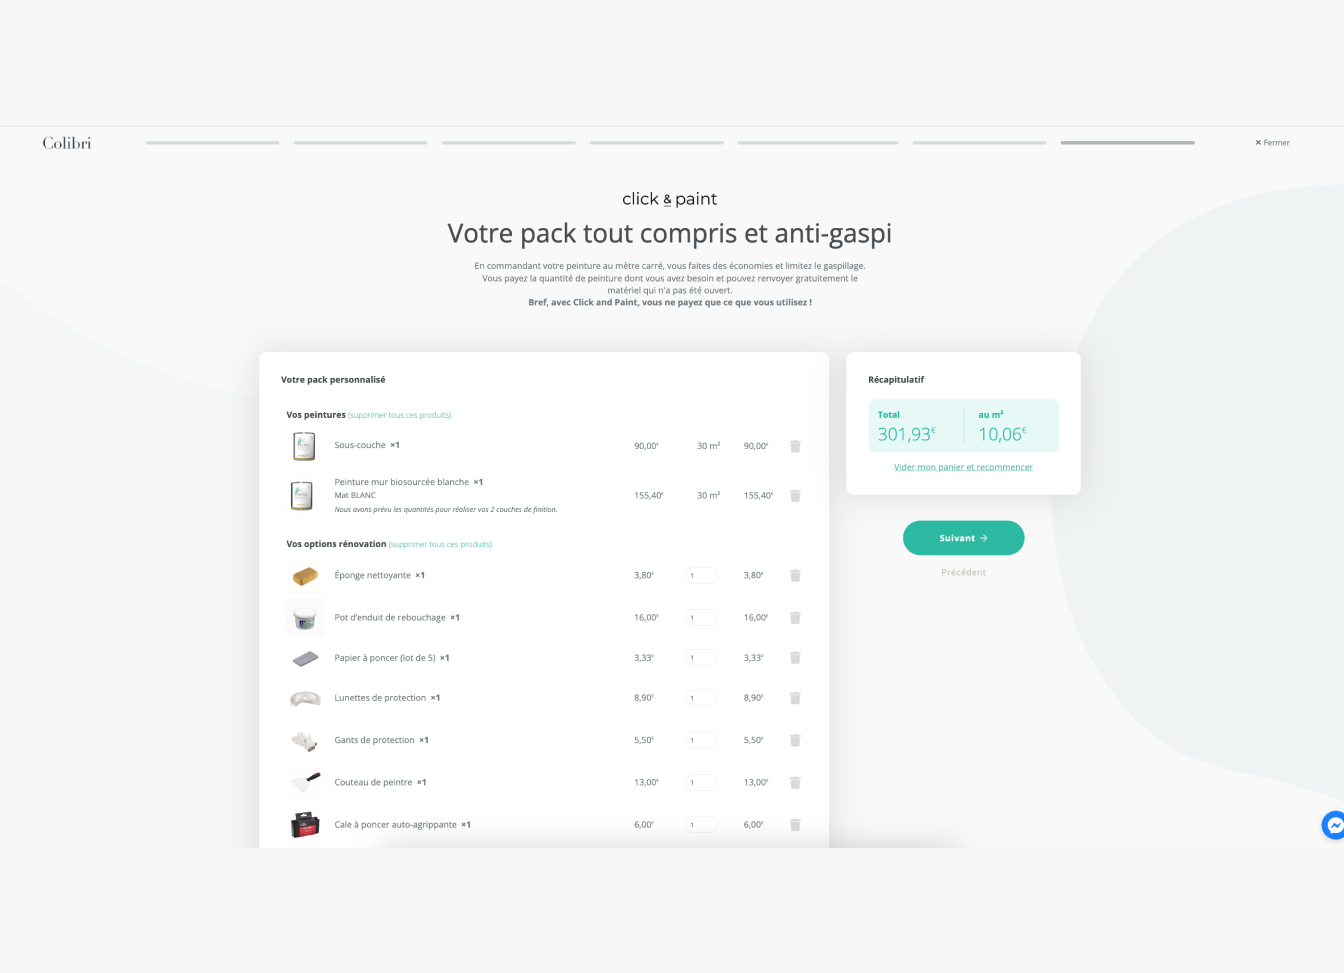 Colibri
× Fermer
click & paint
Votre pack tout compris et anti-gaspi
En commandant votre peinture au mètre carré, vous faites des économies et limitez le gaspillage.
Vous payez la quantité de peinture dont vous avez besoin et pouvez renvoyer gratuitement le
matériel qui n'a pas été ouvert.
Bref, avec Click and Paint, vous ne payez que ce que vous utilisez !
Votre pack personnalisé
Vos peintures (supprimer tous ces produits)
Sous-couche ×1 90,00€ 30 m² 90,00€
Peinture mur biosourcée blanche ×1
Mat BLANC 155,40€ 30 m² 155,40€
Nous avons prévu les quantités pour réaliser vos 2 couches de finition.
Vos options rénovation (supprimer tous ces produits)
Éponge nettoyante ×1 3,80€ 1 3,80€
Pot d'enduit de rebouchage ×1 16,00€ 1 16,00€
Papier à poncer (lot de 5) ×1 3,33€ 1 3,33€
Lunettes de protection ×1 8,90€ 1 8,90€
Gants de protection ×1 5,50€ 1 5,50€
Couteau de peintre ×1 13,00€ 1 13,00€
Cale à poncer auto-agrippante ×1 6,00€ 1 6,00€
Récapitulatif
Total au m²
301,93€ 10,06€
Vider mon panier et recommencer
Suivant →
Précédent